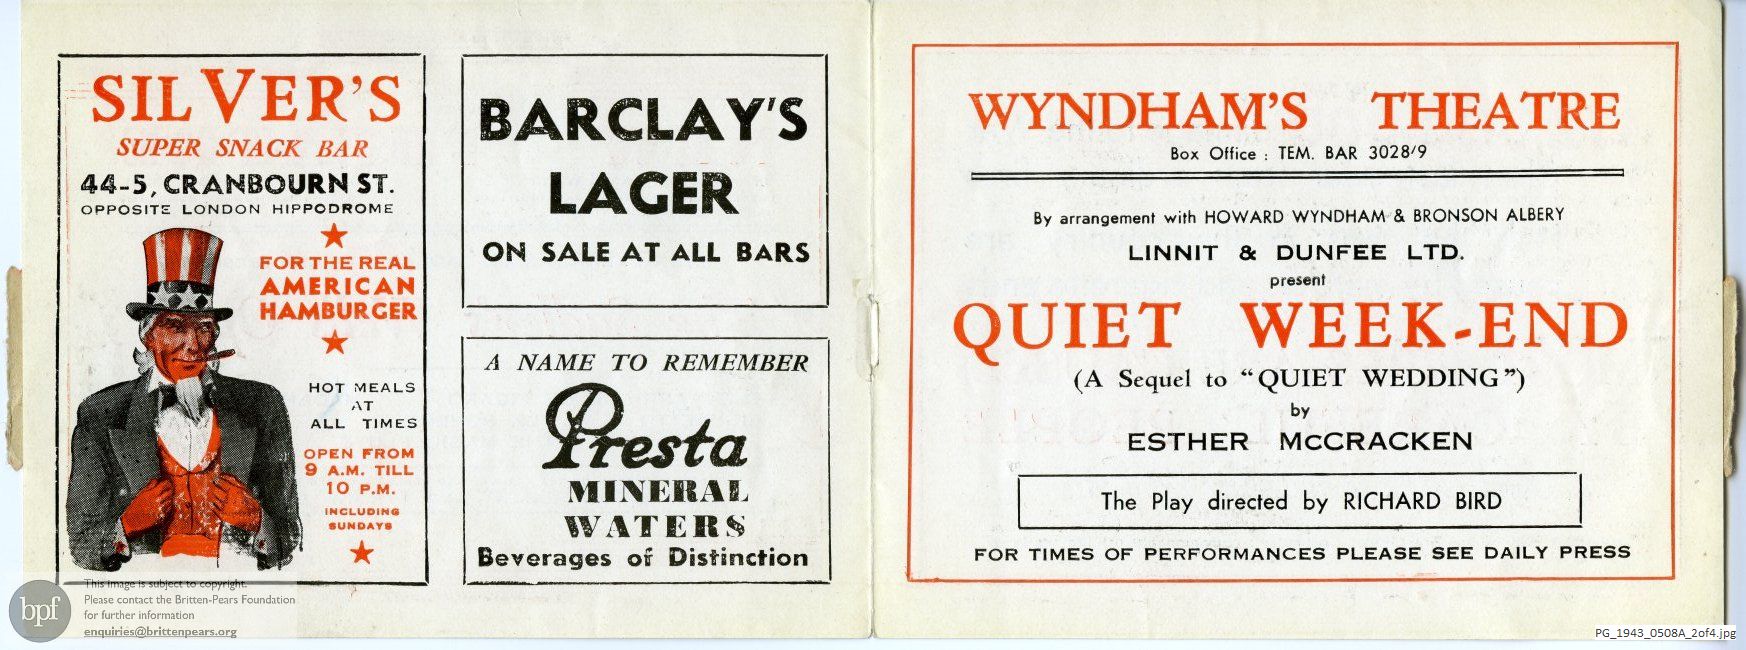 SILVER'S
SUPER SNACK BAR
44-5, CRANBOURN ST.
OPPOSITE LONDON HIPPODROME
FOR THE REAL
AMERICAN
HAMBURGER
HOT MEALS
AT
ALL TIMES
OPEN FROM
9 A.M. TILL
10 P.M.
INCLUDING
SUNDAYS
BARCLAY'S
LAGER
ON SALE AT ALL BARS
A NAME TO REMEMBER
Presta
MINERAL
WATERS
Beverages of Distinction
WYNDHAM'S THEATRE
Box Office : TEM. BAR 3028/9
By arrangement with HOWARD WYNDHAM & BRONSON ALBERY
LINNIT & DUNFEE LTD.
present
QUIET WEEK-END
(A Sequel to "QUIET WEDDING")
by
ESTHER McCRACKEN
The Play directed by RICHARD BIRD
FOR TIMES OF PERFORMANCES PLEASE SEE DAILY PRESS
bpf
This image is subject to copyright.
Please contact the Britten-Pears Foundation
for further information
enquiries@brittenpears.org
PG_1943_0508A_2of4.jpg